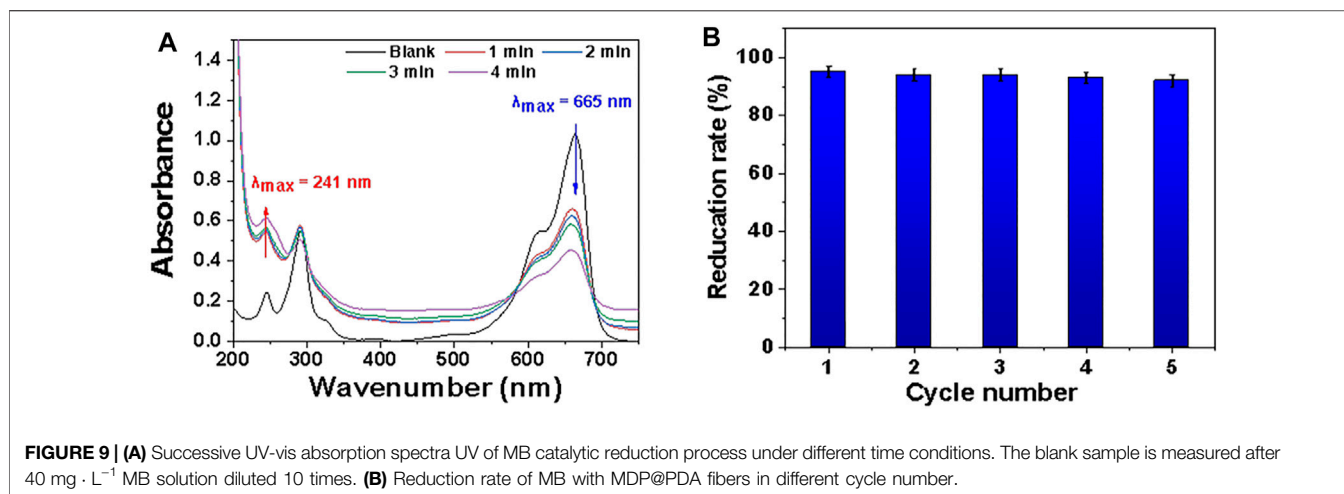 A
Blank 1 mln 2 mln
3 mln 4 mln
λmax = 665 nm
λmax = 241 nm
Absorbance
1.4
1.2
1.0
0.8
0.6
0.4
0.2
0.0
200 300 400 500 600 700
Wavenumber (nm)
B
Reducation rate (%)
100
80
60
40
20
0
1 2 3 4 5
Cycle number
FIGURE 9 | (A) Successive UV-vis absorption spectra UV of MB catalytic reduction process under different time conditions. The blank sample is measured after
40 mg · L⁻¹ MB solution diluted 10 times. (B) Reduction rate of MB with MDP@PDA fibers in different cycle number.